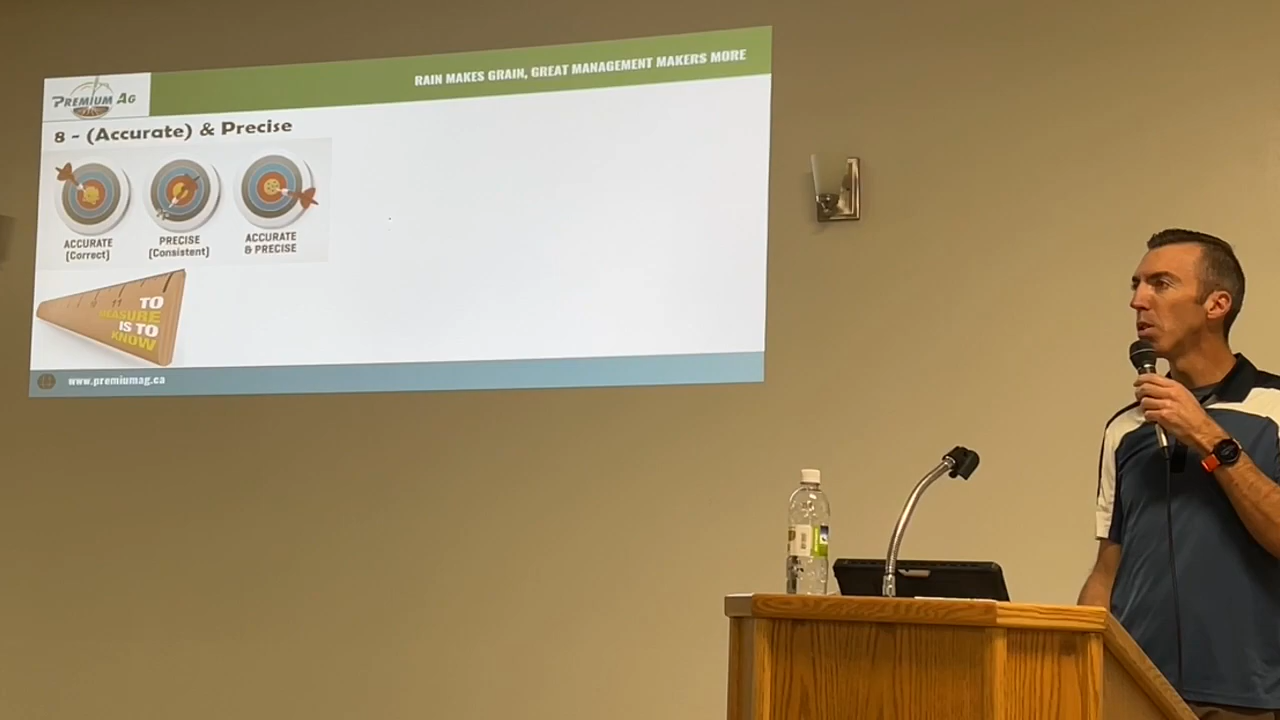 PREMIUM AG
RAIN MAKES GRAIN, GREAT MANAGEMENT MAKERS MORE
8 - (Accurate) & Precise
ACCURATE
(Correct)
PRECISE
(Consistent)
ACCURATE
& PRECISE
11
TO
MEASURE
IS TO
KNOW
www.premiumag.ca